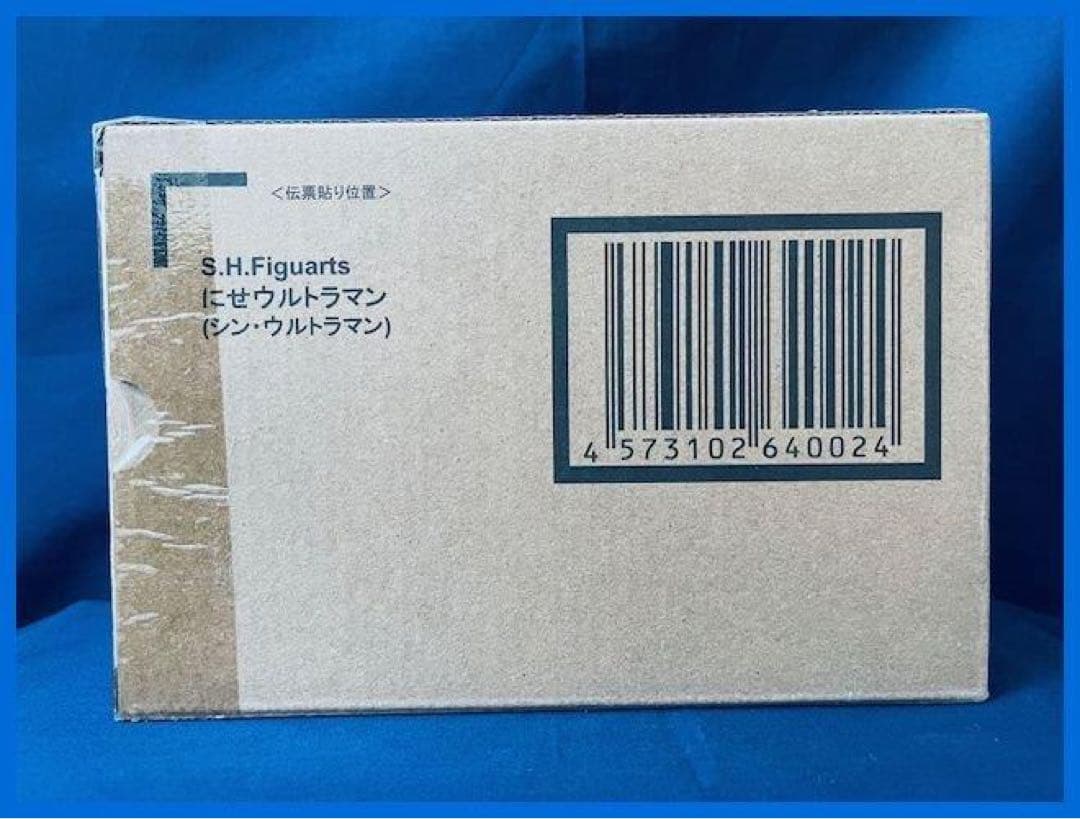 ＜伝票貼り位置＞
S.H.Figuarts
にせウルトラマン
(シン・ウルトラマン)
4 573102 640024